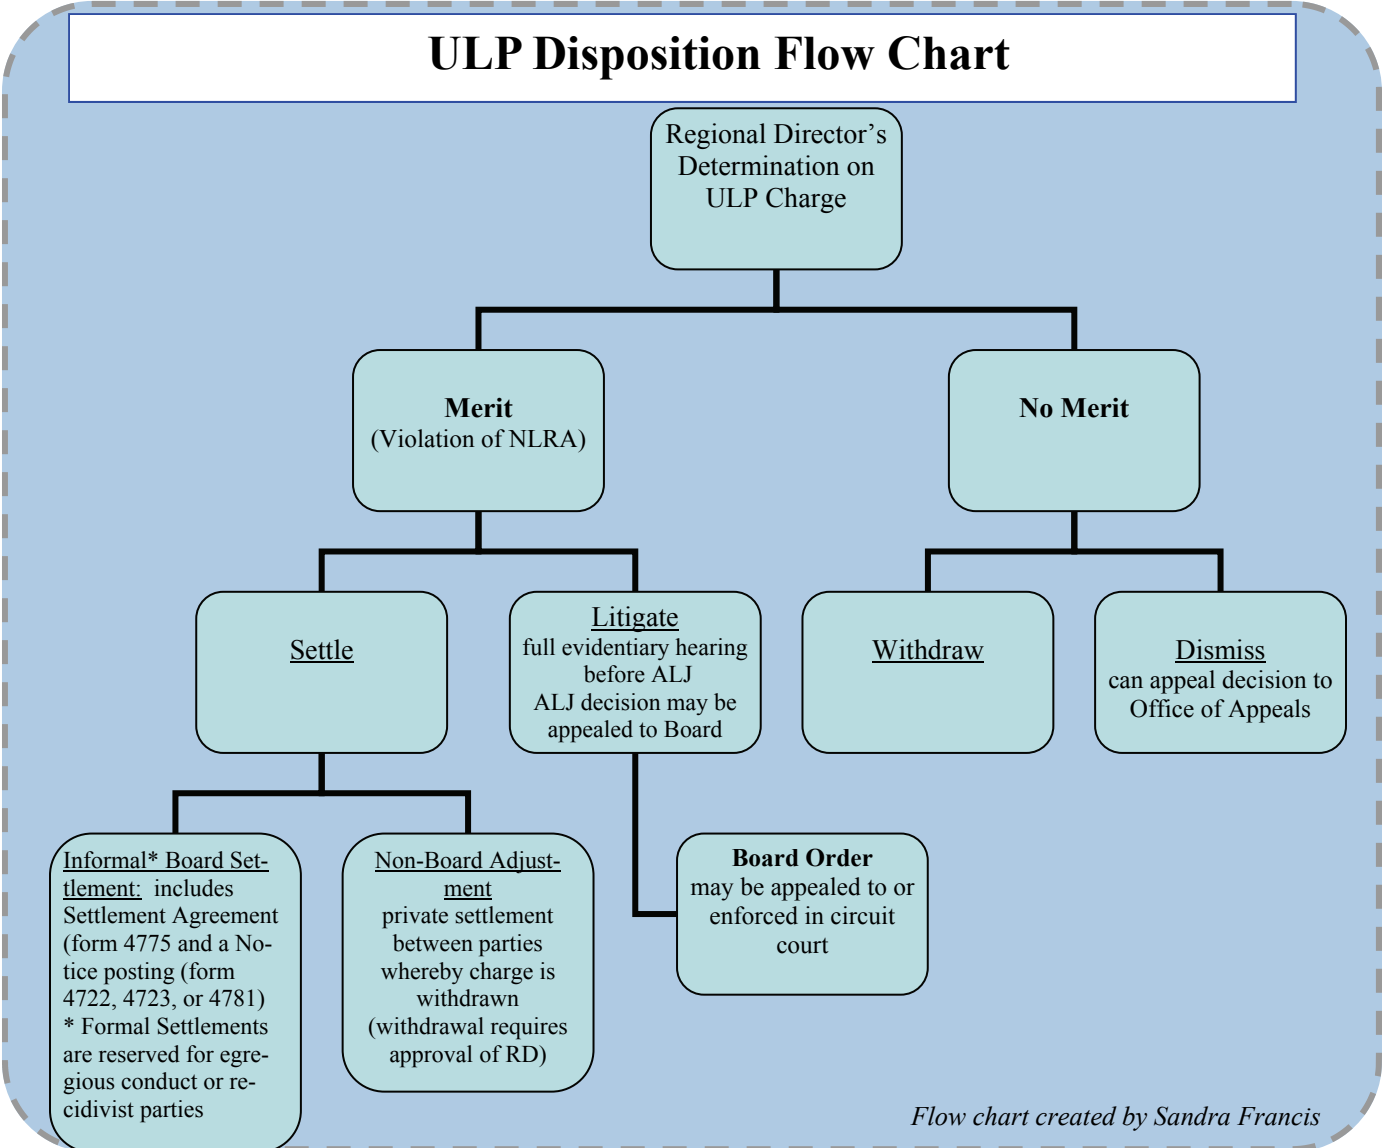 ULP Disposition Flow Chart
Regional Director’s
Determination on
ULP Charge
Merit
(Violation of NLRA)
No Merit
Settle
Litigate
full evidentiary hearing
before ALJ
ALJ decision may be
appealed to Board
Withdraw
Dismiss
can appeal decision to
Office of Appeals
Informal* Board Set-
tlement:  includes
Settlement Agreement
(form 4775 and a No-
tice posting (form
4722, 4723, or 4781)
* Formal Settlements
are reserved for egre-
gious conduct or re-
cidivist parties
Non-Board Adjust-
ment
private settlement
between parties
whereby charge is
withdrawn
(withdrawal requires
approval of RD)
Board Order
may be appealed to or
enforced in circuit
court
Flow chart created by Sandra Francis